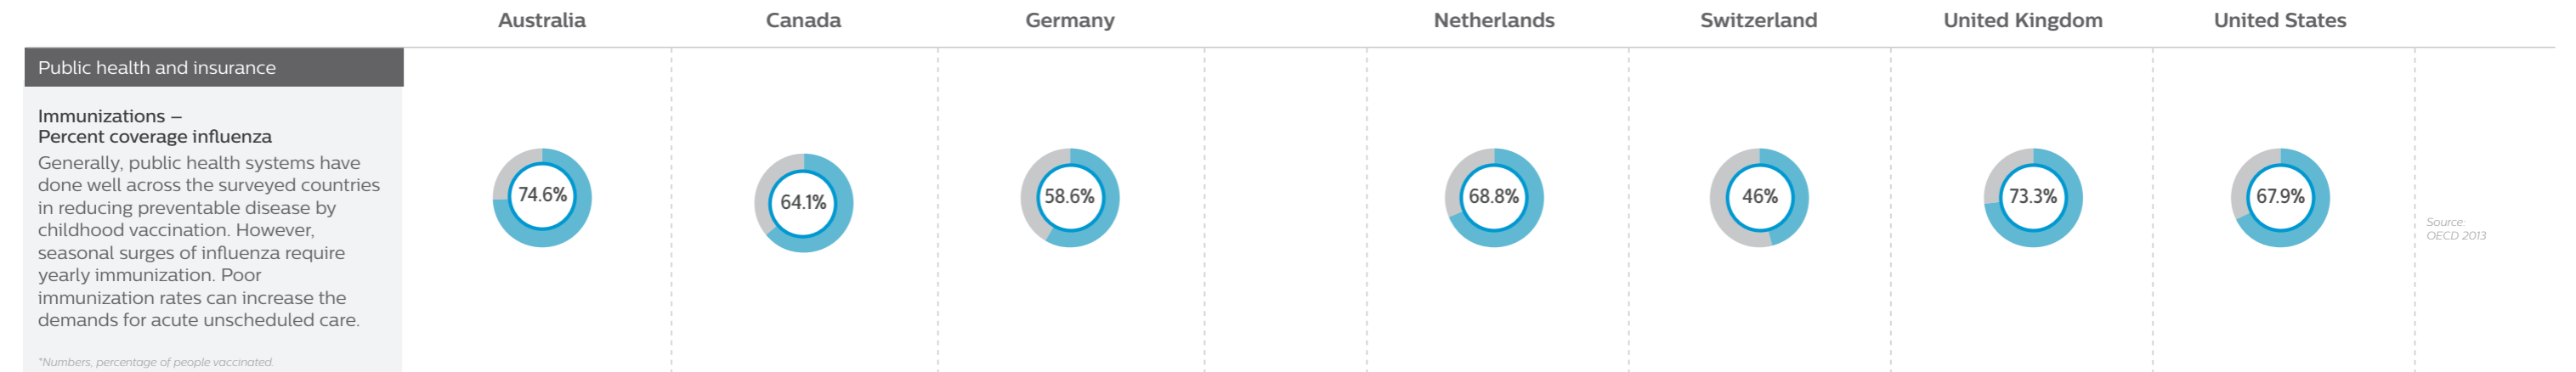 Australia
Canada
Germany
Netherlands
Switzerland
United Kingdom
United States
Public health and insurance
Immunizations –
Percent coverage influenza
Generally, public health systems have
done well across the surveyed countries
in reducing preventable disease by
childhood vaccination. However,
seasonal surges of influenza require
yearly immunization. Poor
immunization rates can increase the
demands for acute unscheduled care.
*Numbers, percentage of people vaccinated.
74.6%
64.1%
58.6%
68.8%
46%
73.3%
67.9%
Source:
OECD 2013